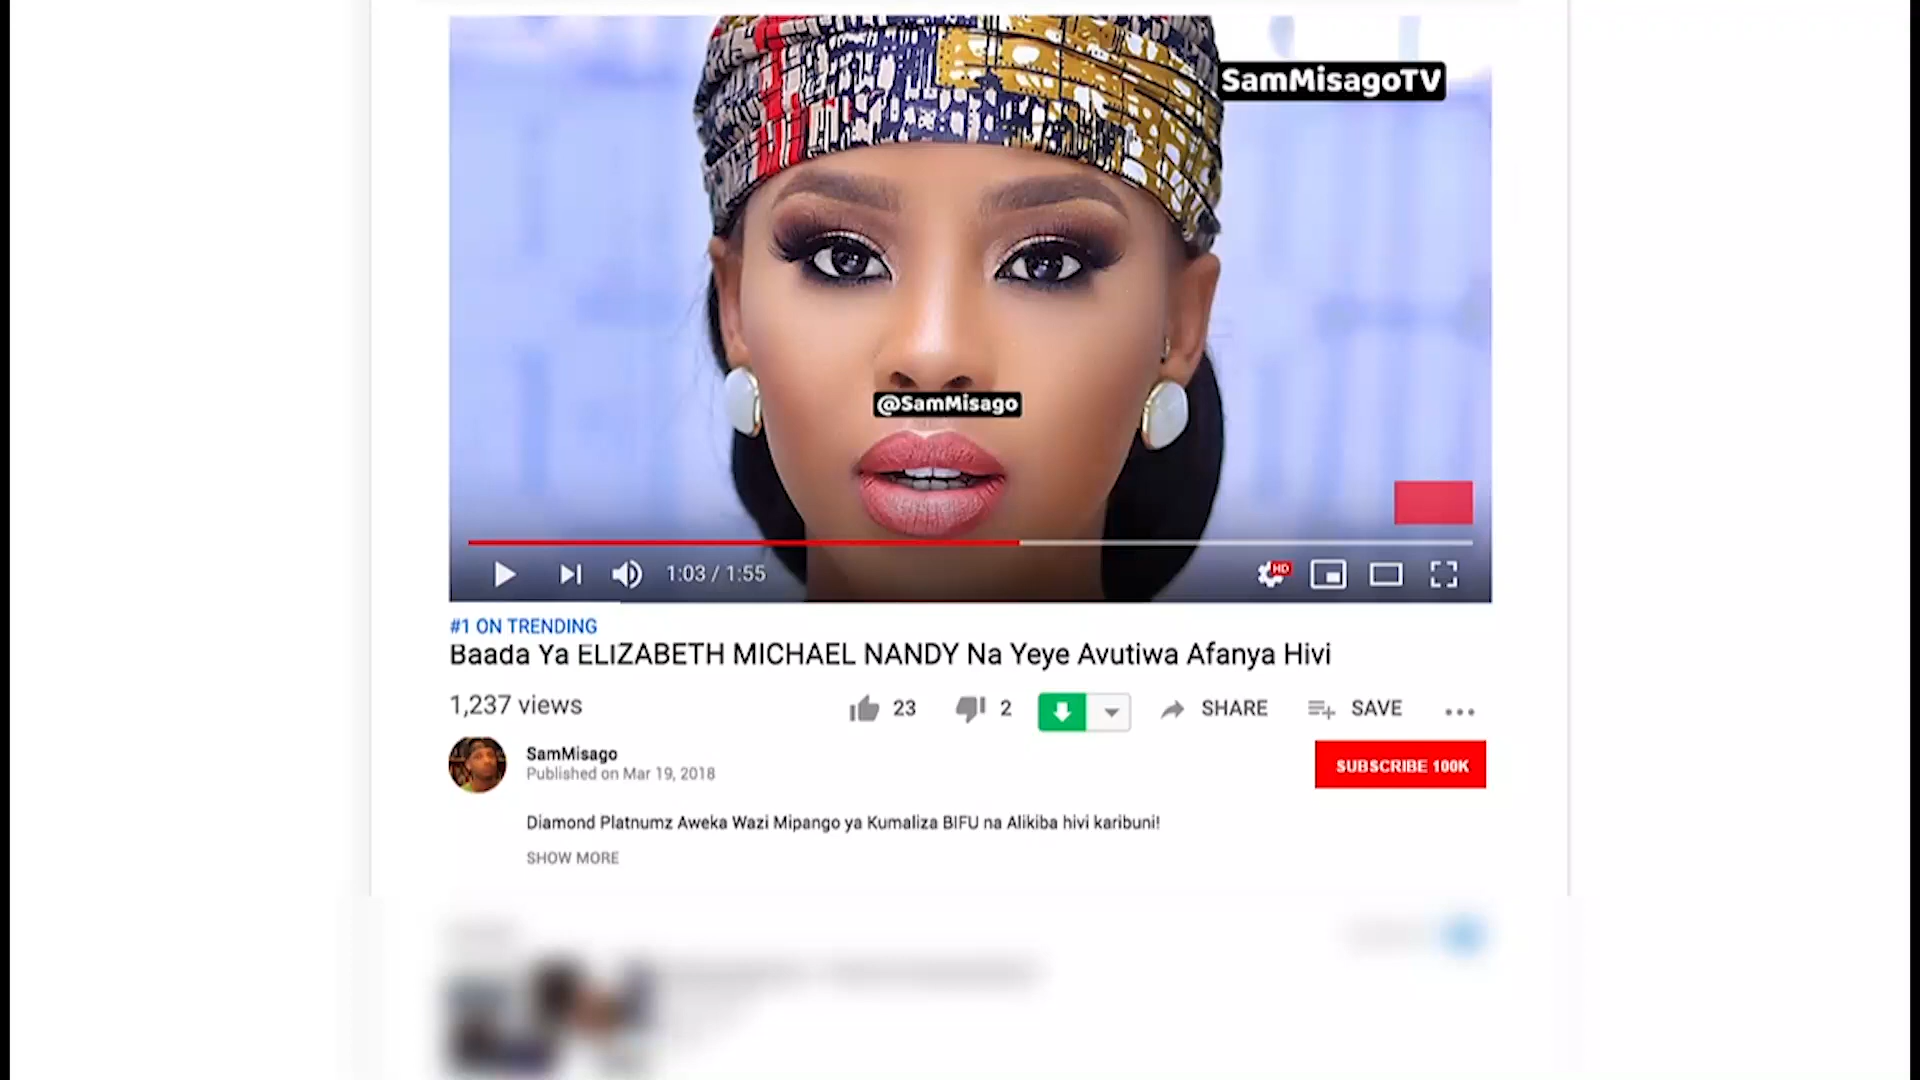 SamMisagoTV
@SamMisago
1:03 / 1:55
HD
#1 ON TRENDING
Baada Ya ELIZABETH MICHAEL NANDY Na Yeye Avutiwa Afanya Hivi
1,237 views
23
2
SHARE
SAVE
SamMisago
Published on Mar 19, 2018
SUBSCRIBE 100K
Diamond Platnumz Aweka Wazi Mipango ya Kumaliza BIFU na Alikiba hivi karibuni!
SHOW MORE